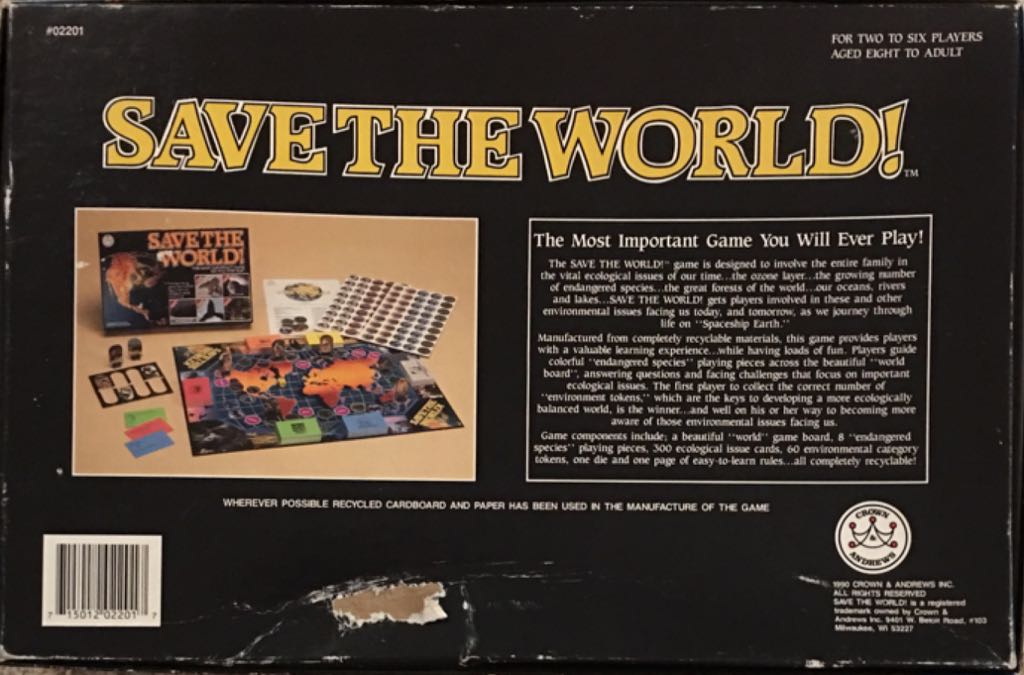 #02201
FOR TWO TO SIX PLAYERS
AGED EIGHT TO ADULT
SAVE THE WORLD!™
SAVE THE
WORLD!
The Most Important Game You Will Ever Play!
The SAVE THE WORLD!™ game is designed to involve the entire family in
the vital ecological issues of our time...the ozone layer...the growing number
of endangered species...the great forests of the world...our oceans, rivers
and lakes...SAVE THE WORLD! gets players involved in these and other
environmental issues facing us today, and tomorrow, as we journey through
life on "Spaceship Earth."
Manufactured from completely recyclable materials, this game provides players
with a valuable learning experience...while having loads of fun. Players guide
colorful "endangered species" playing pieces across the beautiful "world
board", answering questions and facing challenges that focus on important
ecological issues. The first player to collect the correct number of
"environment tokens," which are the keys to developing a more ecologically
balanced world, is the winner...and well on his or her way to becoming more
aware of those environmental issues facing us.
Game components include; a beautiful "world" game board, 8 "endangered
species" playing pieces, 300 ecological issue cards, 60 environmental category
tokens, one die and one page of easy-to-learn rules...all completely recyclable!
WHEREVER POSSIBLE RECYCLED CARDBOARD AND PAPER HAS BEEN USED IN THE MANUFACTURE OF THE GAME
CROWN
&
ANDREWS
7 15012 02201 7
1990 CROWN & ANDREWS INC.
ALL RIGHTS RESERVED
SAVE THE WORLD! is a registered
trademark owned by Crown &
Andrews Inc. 9401 W. Beloit Road, #103
Milwaukee, WI 53227